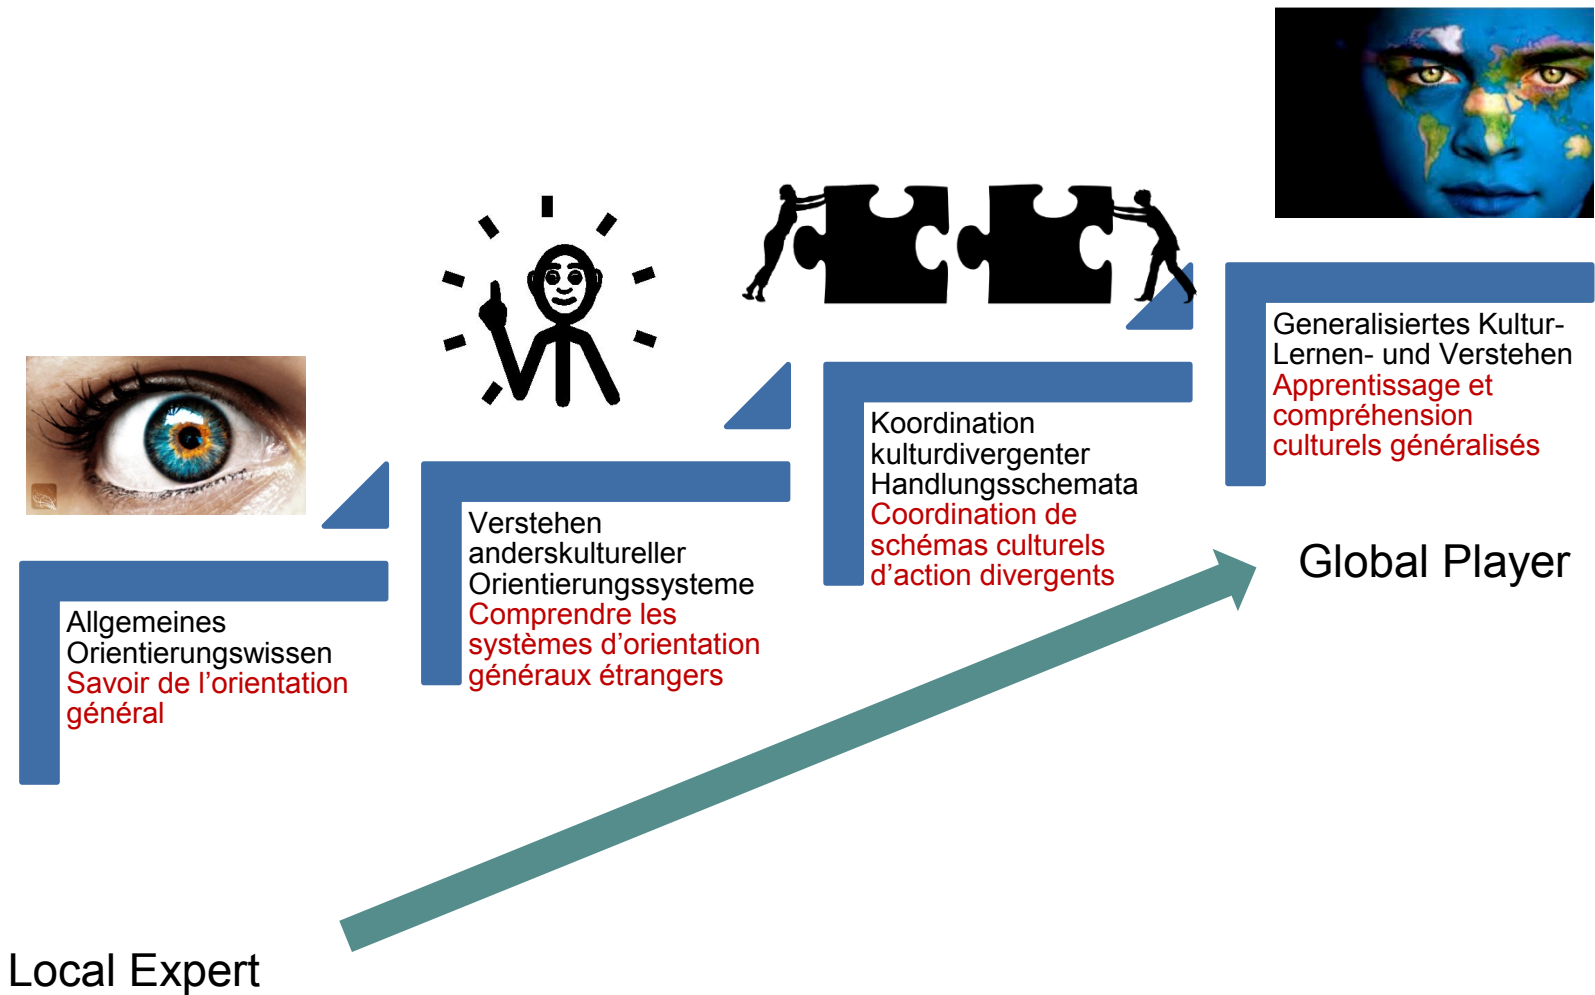 Allgemeines
Orientierungswissen
Savoir de l’orientation
général
Verstehen
anderskultureller
Orientierungssysteme
Comprendre les
systèmes d’orientation
généraux étrangers
Koordination
kulturdivergenter
Handlungsschemata
Coordination de
schémas culturels
d’action divergents
Generalisiertes Kultur-
Lernen- und Verstehen
Apprentissage et
compréhension
culturels généralisés
Global Player
Local Expert